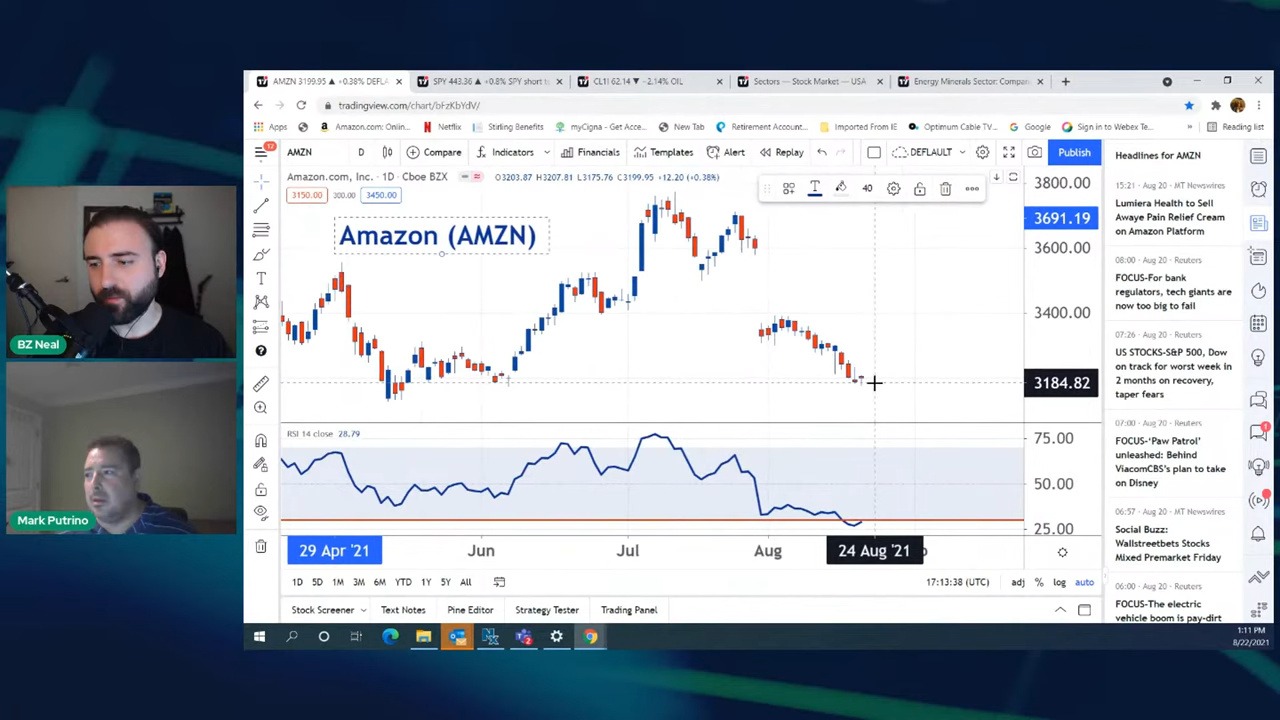 AMZN 3199.95 ▲ +0.38% DEFLA
SPY 443.36 ▲ +0.8% SPY short t
CL1! 62.14 ▼ −2.14% OIL
Sectors — Stock Market — USA
Energy Minerals Sector: Compan
tradingview.com/chart/bFzKbYdV/
Apps
Amazon.com: Onlin...
Netflix
Stirling Benefits
myCigna - Get Acce...
New Tab
Retirement Account...
Imported From IE
Optimum Cable TV...
Google
Sign in to Webex Te...
»
Reading list
12
AMZN
D
Compare
Indicators
Financials
Templates
Alert
Replay
DEFLAULT
Publish
Amazon.com, Inc. · 1D · Cboe BZX
O3203.87 H3207.81 L3175.76 C3199.95 +12.20 (+0.38%)
3150.00
300.00
3450.00
40
Amazon (AMZN)
3800.00
3691.19
3600.00
3400.00
3184.82
RSI 14 close 28.79
75.00
50.00
25.00
29 Apr '21
Jun
Jul
Aug
24 Aug '21
1D
5D
1M
3M
6M
YTD
1Y
5Y
All
17:13:38 (UTC)
adj
%
log
auto
Stock Screener
Text Notes
Pine Editor
Strategy Tester
Trading Panel
Headlines for AMZN
15:21 · Aug 20 · MT Newswires
Lumiera Health to Sell
Awaye Pain Relief Cream
on Amazon Platform
08:00 · Aug 20 · Reuters
FOCUS-For bank
regulators, tech giants are
now too big to fail
07:26 · Aug 20 · Reuters
US STOCKS-S&P 500, Dow
on track for worst week in
2 months on recovery,
taper fears
07:00 · Aug 20 · Reuters
FOCUS-'Paw Patrol'
unleashed: Behind
ViacomCBS's plan to take
on Disney
06:57 · Aug 20 · MT Newswires
Social Buzz:
Wallstreetbets Stocks
Mixed Premarket Friday
06:00 · Aug 20 · Reuters
FOCUS-The electric
vehicle boom is pay-dirt
1
BZ Neal
Mark Putrino
1:11 PM
8/22/2021